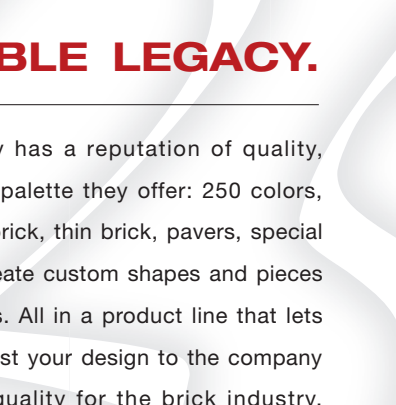 BLE LEGACY.
y has a reputation of quality,
palette they offer: 250 colors,
rick, thin brick, pavers, special
eate custom shapes and pieces
s. All in a product line that lets
st your design to the company
quality for the brick industry.